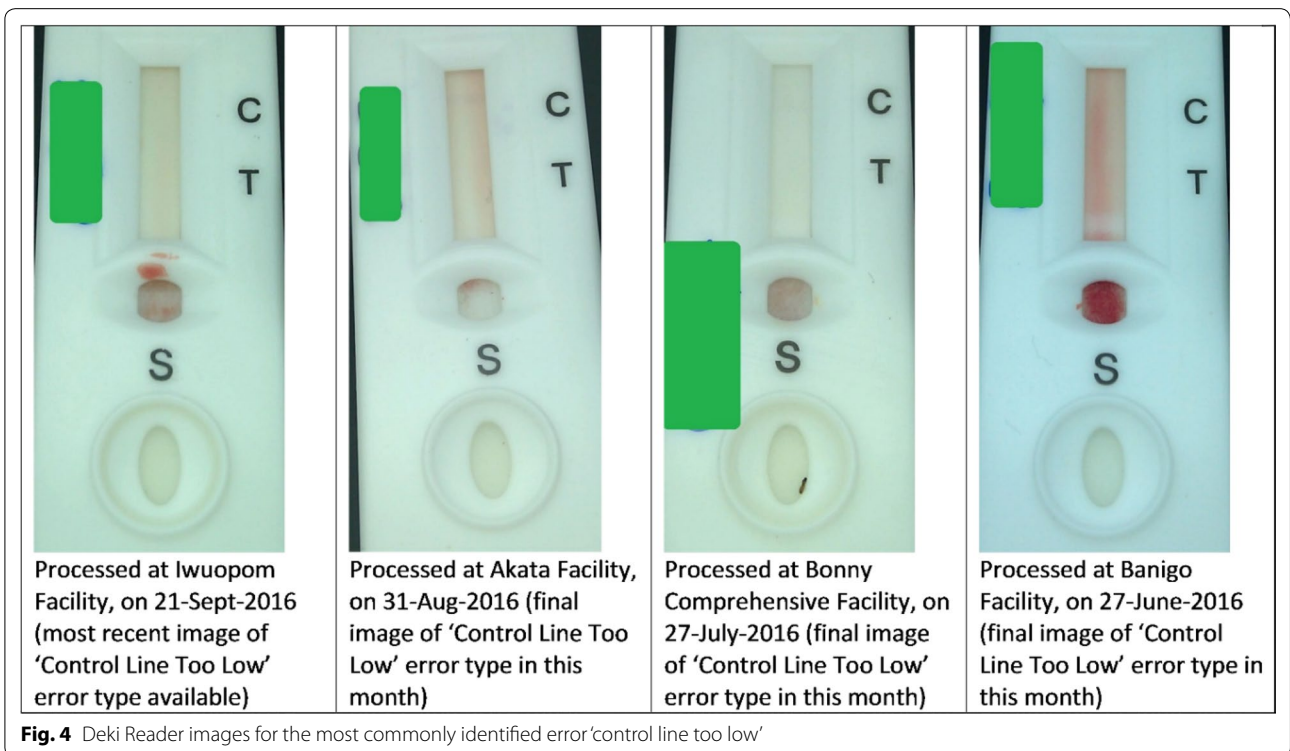 C
T
S
C
T
S
C
T
S
C
T
S
Processed at Iwuopom
Facility, on 21-Sept-2016
(most recent image of
‘Control Line Too Low’
error type available)
Processed at Akata Facility,
on 31-Aug-2016 (final
image of ‘Control Line Too
Low’ error type in this
month)
Processed at Bonny
Comprehensive Facility, on
27-July-2016 (final image
of ‘Control Line Too Low’
error type in this month)
Processed at Banigo
Facility, on 27-June-2016
(final image of ‘Control
Line Too Low’ error type in
this month)
Fig. 4 Deki Reader images for the most commonly identified error ‘control line too low’